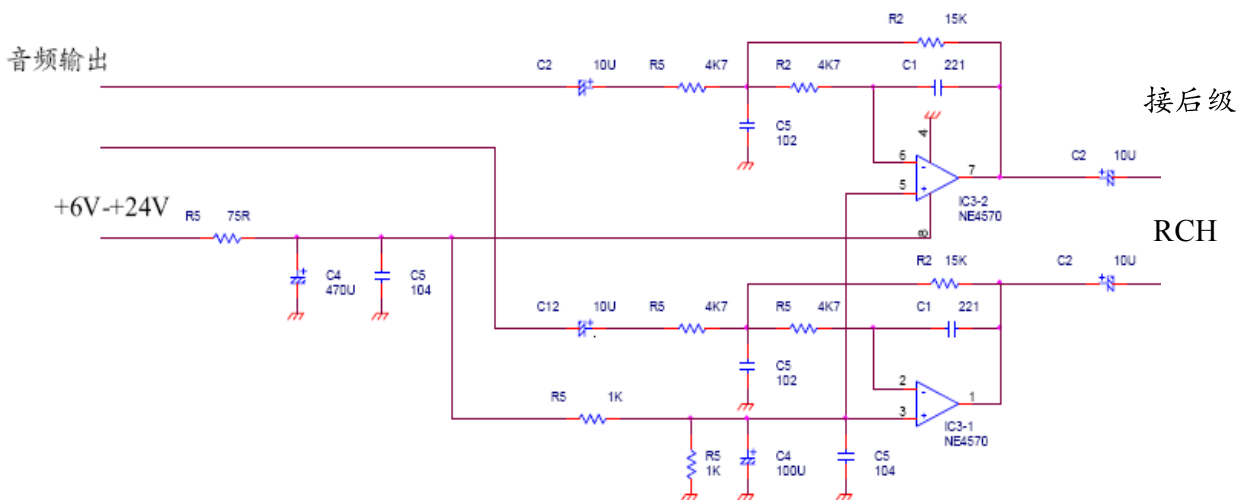 R2 15K
音频输出
C2 10U R5 4K7 R2 4K7 C1 221
接后级
C5
102
4
6
5
7
C2 10U
IC3-2
NE4570
+6V-+24V
R5 75R
8
RCH
C4
470U
C5
104
R2 15K
C2 10U
C12 10U R5 4K7 R5 4K7 C1 221
C5
102
R5 1K
2
3
1
IC3-1
NE4570
R5
1K
C4
100U
C5
104